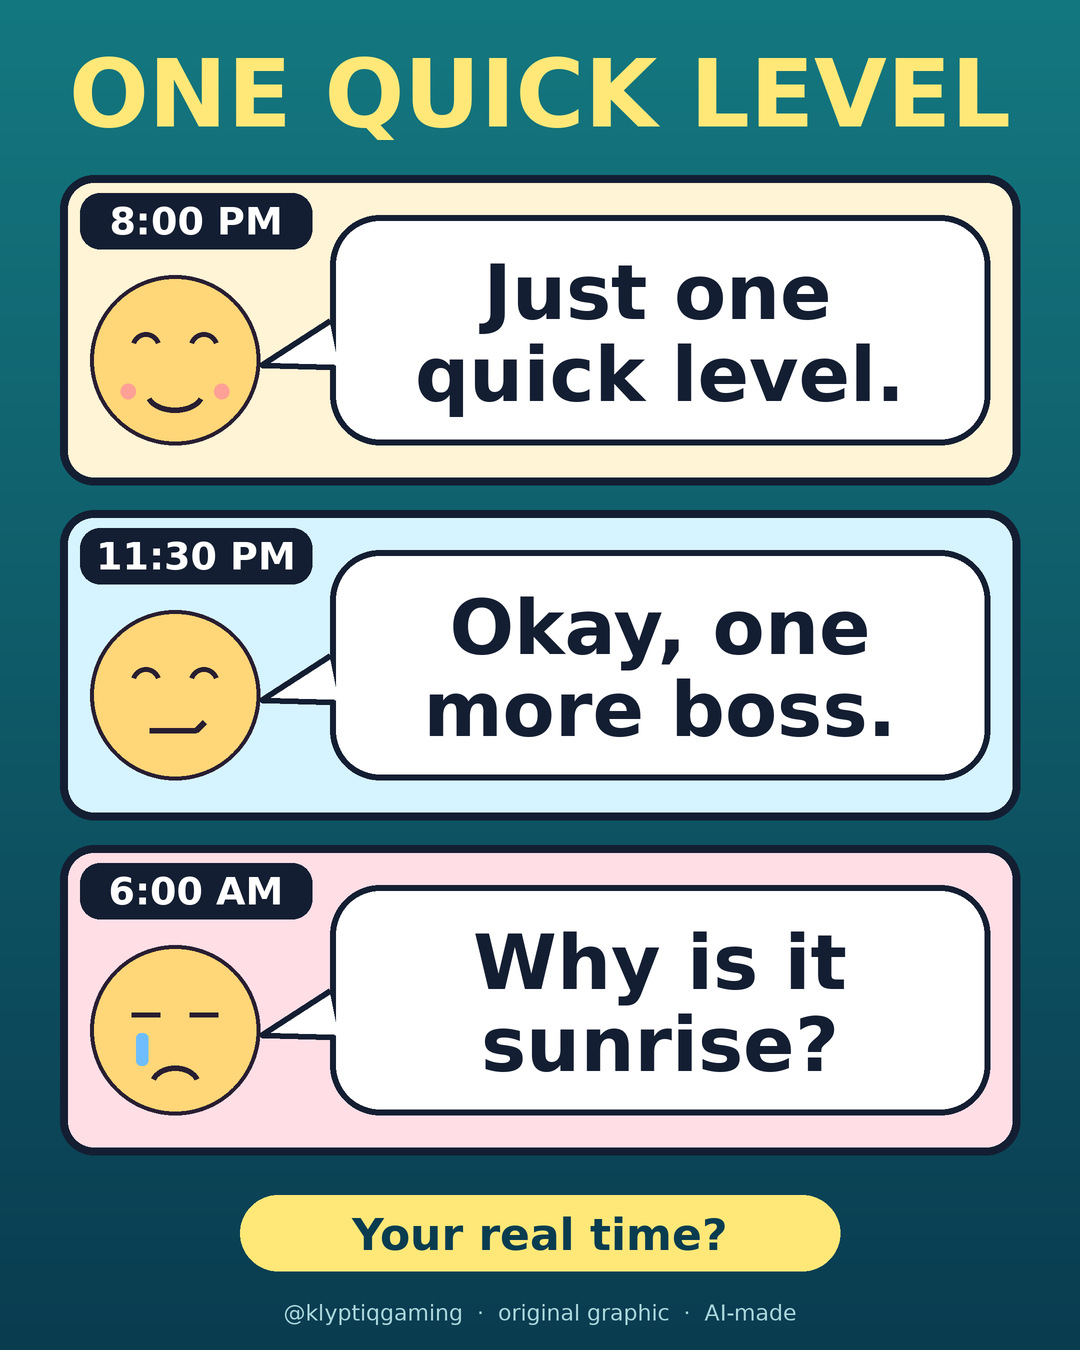 ONE QUICK LEVEL
8:00 PM
Just one
quick level.
11:30 PM
Okay, one
more boss.
6:00 AM
Why is it
sunrise?
Your real time?
@klyptiqgaming · original graphic · AI-made